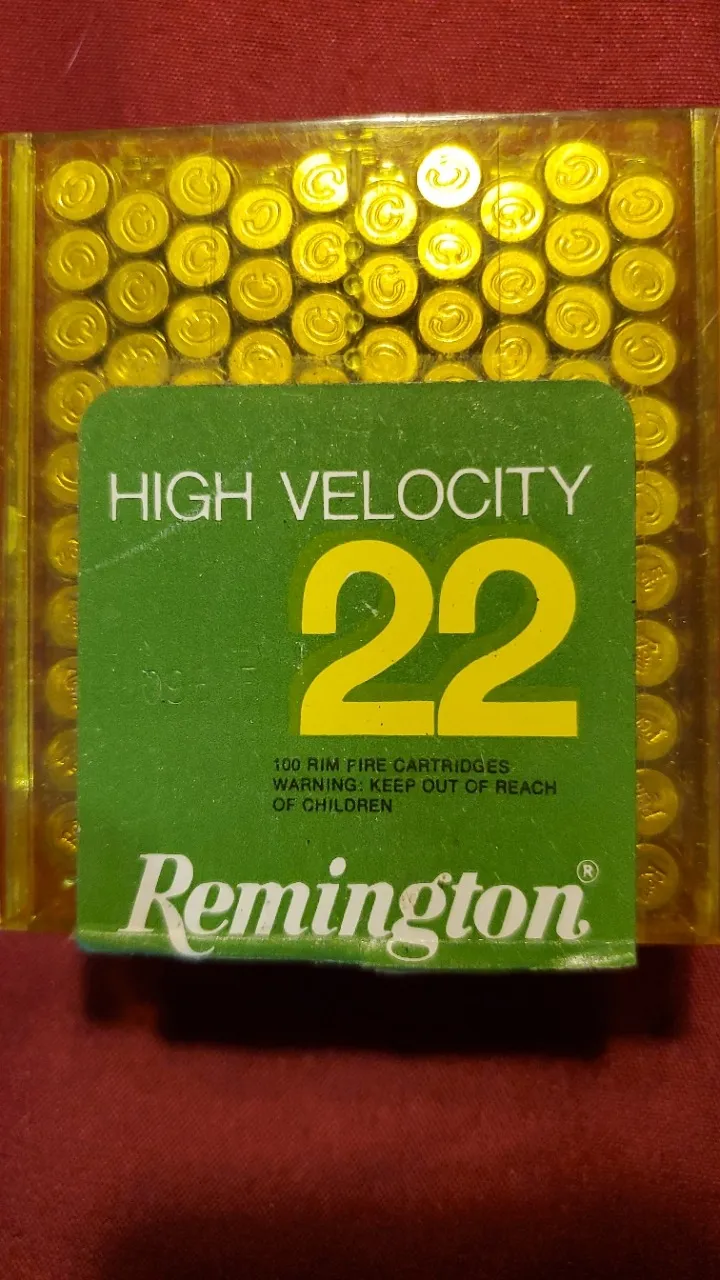 HIGH VELOCITY
22
100 RIM FIRE CARTRIDGES
WARNING: KEEP OUT OF REACH
OF CHILDREN
Remington®